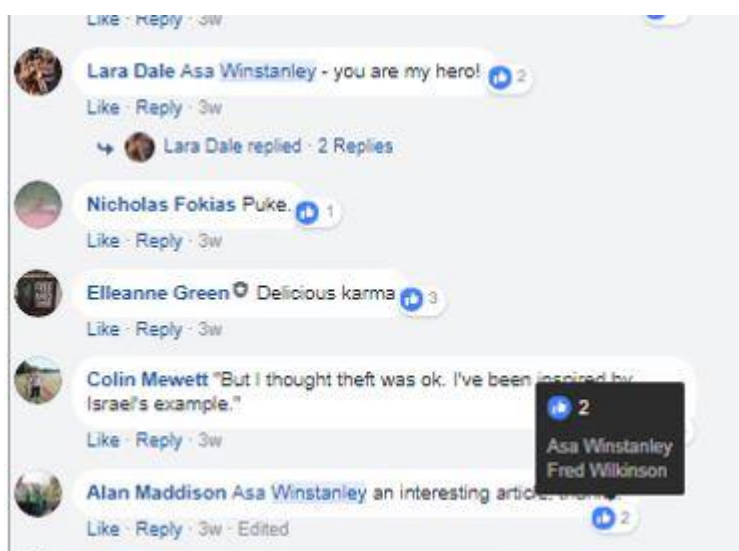 Like · Reply · 3w
Lara Dale Asa Winstanley - you are my hero! 2
Like · Reply · 3w
Lara Dale replied · 2 Replies
Nicholas Fokias Puke. 1
Like · Reply · 3w
Elleanne Green Delicious karma 3
Like · Reply · 3w
Colin Mewett "But I thought theft was ok. I've been inspired by
Israel's example."
2
Like · Reply · 3w
Asa Winstanley
Fred Wilkinson
Alan Maddison Asa Winstanley an interesting article, thanks.
Like · Reply · 3w · Edited
2